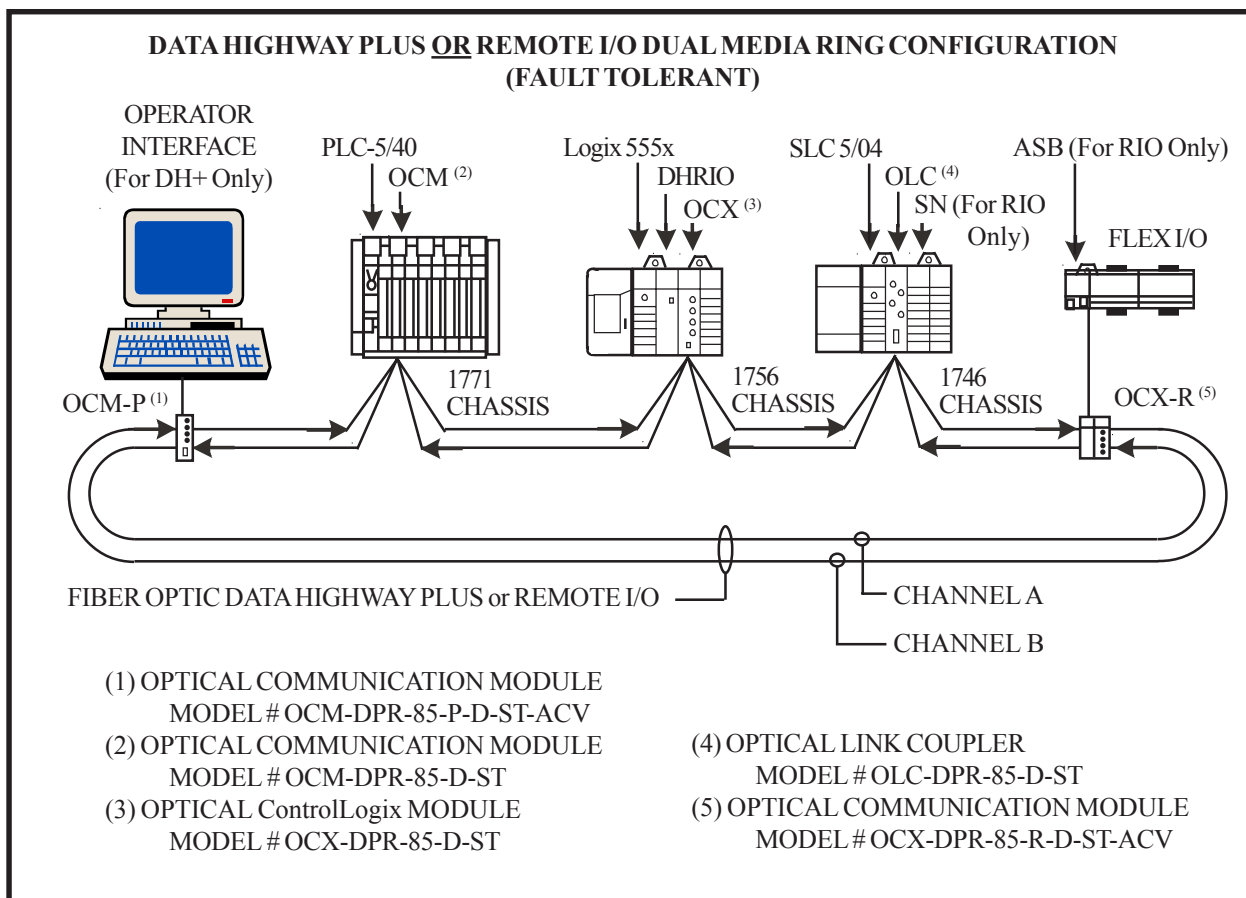 DATA HIGHWAY PLUS OR REMOTE I/O DUAL MEDIA RING CONFIGURATION
(FAULT TOLERANT)
OPERATOR
INTERFACE
(For DH+ Only)
PLC-5/40
OCM (2)
Logix 555x
DHRIO
OCX (3)
SLC 5/04
OLC (4)
SN (For RIO
Only)
ASB (For RIO Only)
FLEX I/O
OCM-P (1)
1771
CHASSIS
1756
CHASSIS
1746
CHASSIS
OCX-R (5)
FIBER OPTIC DATA HIGHWAY PLUS or REMOTE I/O
CHANNEL A
CHANNEL B
(1) OPTICAL COMMUNICATION MODULE
MODEL # OCM-DPR-85-P-D-ST-ACV
(2) OPTICAL COMMUNICATION MODULE
MODEL # OCM-DPR-85-D-ST
(3) OPTICAL ControlLogix MODULE
MODEL # OCX-DPR-85-D-ST
(4) OPTICAL LINK COUPLER
MODEL # OLC-DPR-85-D-ST
(5) OPTICAL COMMUNICATION MODULE
MODEL # OCX-DPR-85-R-D-ST-ACV